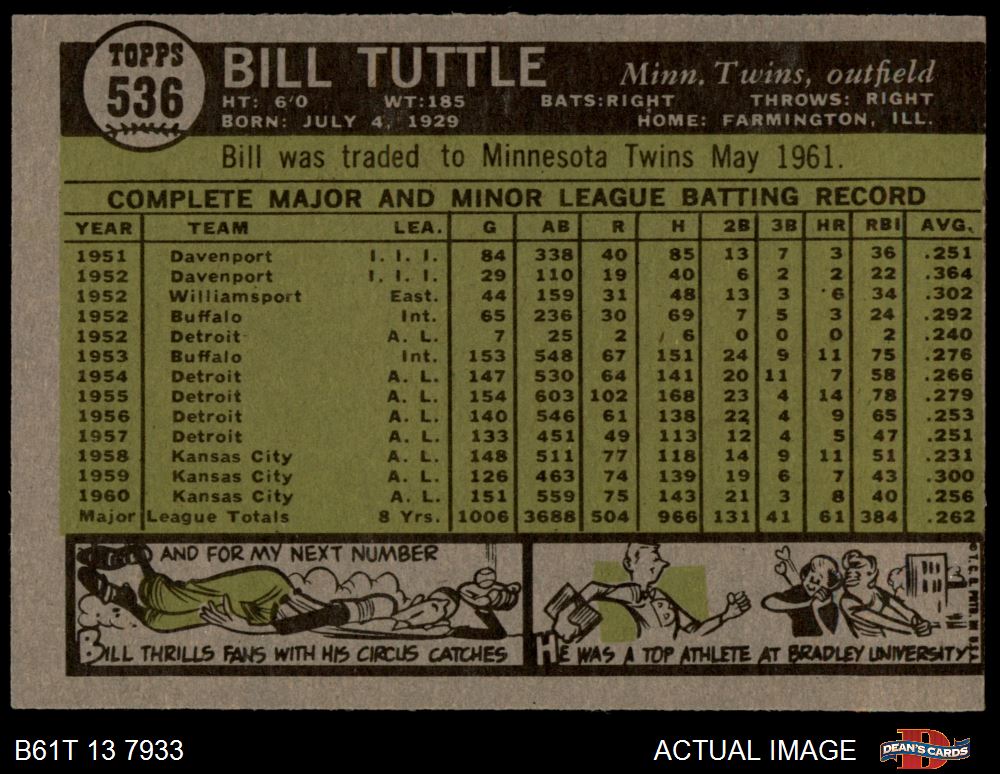 TOPPS
536
BILL TUTTLE
Minn. Twins, outfield
HT: 6'0 WT:185 BATS:RIGHT THROWS: RIGHT
BORN: JULY 4, 1929 HOME: FARMINGTON, ILL.
Bill was traded to Minnesota Twins May 1961.
COMPLETE MAJOR AND MINOR LEAGUE BATTING RECORD
YEAR TEAM LEA. G AB R H 2B 3B HR RBI AVG.
1951 Davenport I. I. I. 84 338 40 85 13 7 3 36 .251
1952 Davenport I. I. I. 29 110 19 40 6 2 2 22 .364
1952 Williamsport East. 44 159 31 48 13 3 6 34 .302
1952 Buffalo Int. 65 236 30 69 7 5 3 24 .292
1952 Detroit A. L. 7 25 2 6 0 0 0 2 .240
1953 Buffalo Int. 153 548 67 151 24 9 11 75 .276
1954 Detroit A. L. 147 530 64 141 20 11 7 58 .266
1955 Detroit A. L. 154 603 102 168 23 4 14 78 .279
1956 Detroit A. L. 140 546 61 138 22 4 9 65 .253
1957 Detroit A. L. 133 451 49 113 12 4 5 47 .251
1958 Kansas City A. L. 148 511 77 118 14 9 11 51 .231
1959 Kansas City A. L. 126 463 74 139 19 6 7 43 .300
1960 Kansas City A. L. 151 559 75 143 21 3 8 40 .256
Major League Totals 8 Yrs. 1006 3688 504 966 131 41 61 384 .262
AND FOR MY NEXT NUMBER
BILL THRILLS FANS WITH HIS CIRCUS CATCHES
HE WAS A TOP ATHLETE AT BRADLEY UNIVERSITY
© T.C.G. PRTD. IN U.S.A.
B61T 13 7933
ACTUAL IMAGE
DEAN'S CARDS